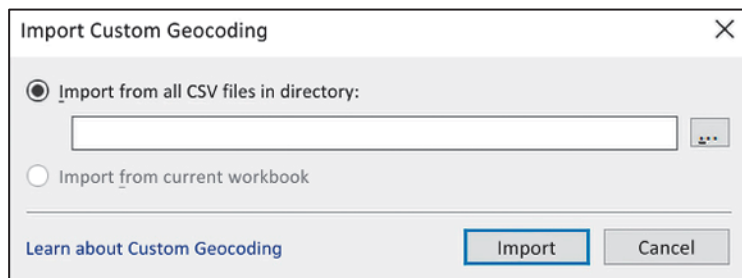 Import Custom Geocoding
Import from all CSV files in directory:
...
Import from current workbook
Learn about Custom Geocoding
Import
Cancel